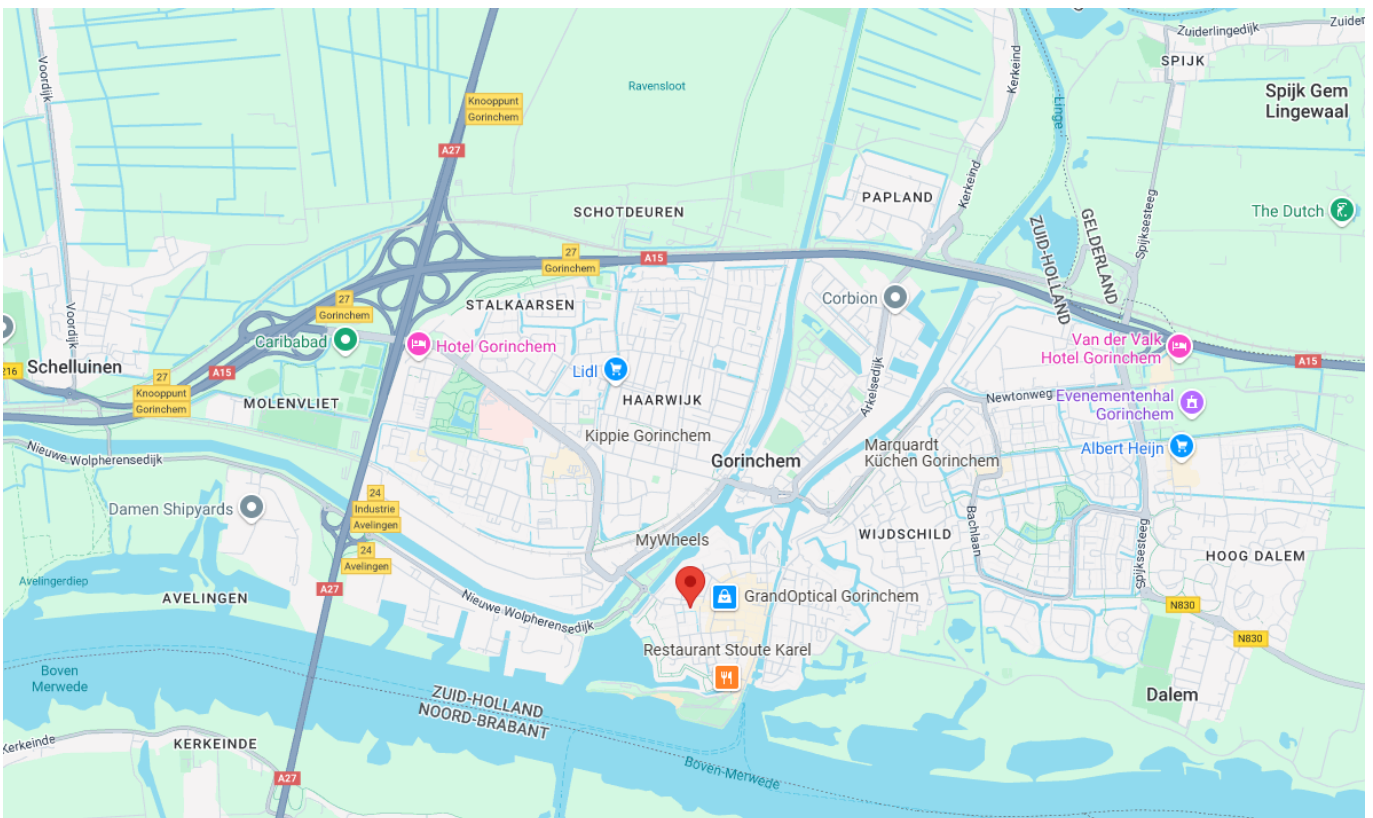 Zuiderlingedijk
Zuider
Voordijk
Kerkeind
SPIJK
Ravensloot
Spijk Gem
Lingewaal
Knooppunt
Gorinchem
Linge
A27
Kerkeind
PAPLAND
Spijksesteeg
The Dutch
SCHOTDEUREN
ZUID-HOLLAND
GELDERLAND
27
Gorinchem
A15
STALKAARSEN
Corbion
27
Gorinchem
Voordijk
Caribabad
Hotel Gorinchem
Van der Valk
Hotel Gorinchem
A15
Schelluinen
216
A15
Lidl
27
Knooppunt
Gorinchem
MOLENVLIET
HAARWIJK
Arkelsedijk
Newtonweg
Evenementenhal
Gorinchem
Kippie Gorinchem
Marquardt
Küchen Gorinchem
Albert Heijn
Gorinchem
Nieuwe Wolpherensedijk
24
Industrie
Avelingen
Damen Shipyards
Bachlaan
WIJDSCHILD
MyWheels
24
Avelingen
Spijksesteeg
HOOG DALEM
Avelingerdiep
A27
AVELINGEN
Nieuwe Wolpherensedijk
GrandOptical Gorinchem
N830
N830
Restaurant Stoute Karel
Boven
Merwede
ZUID-HOLLAND
NOORD-BRABANT
Dalem
Kerkeinde
KERKEINDE
Boven-Merwede
A27